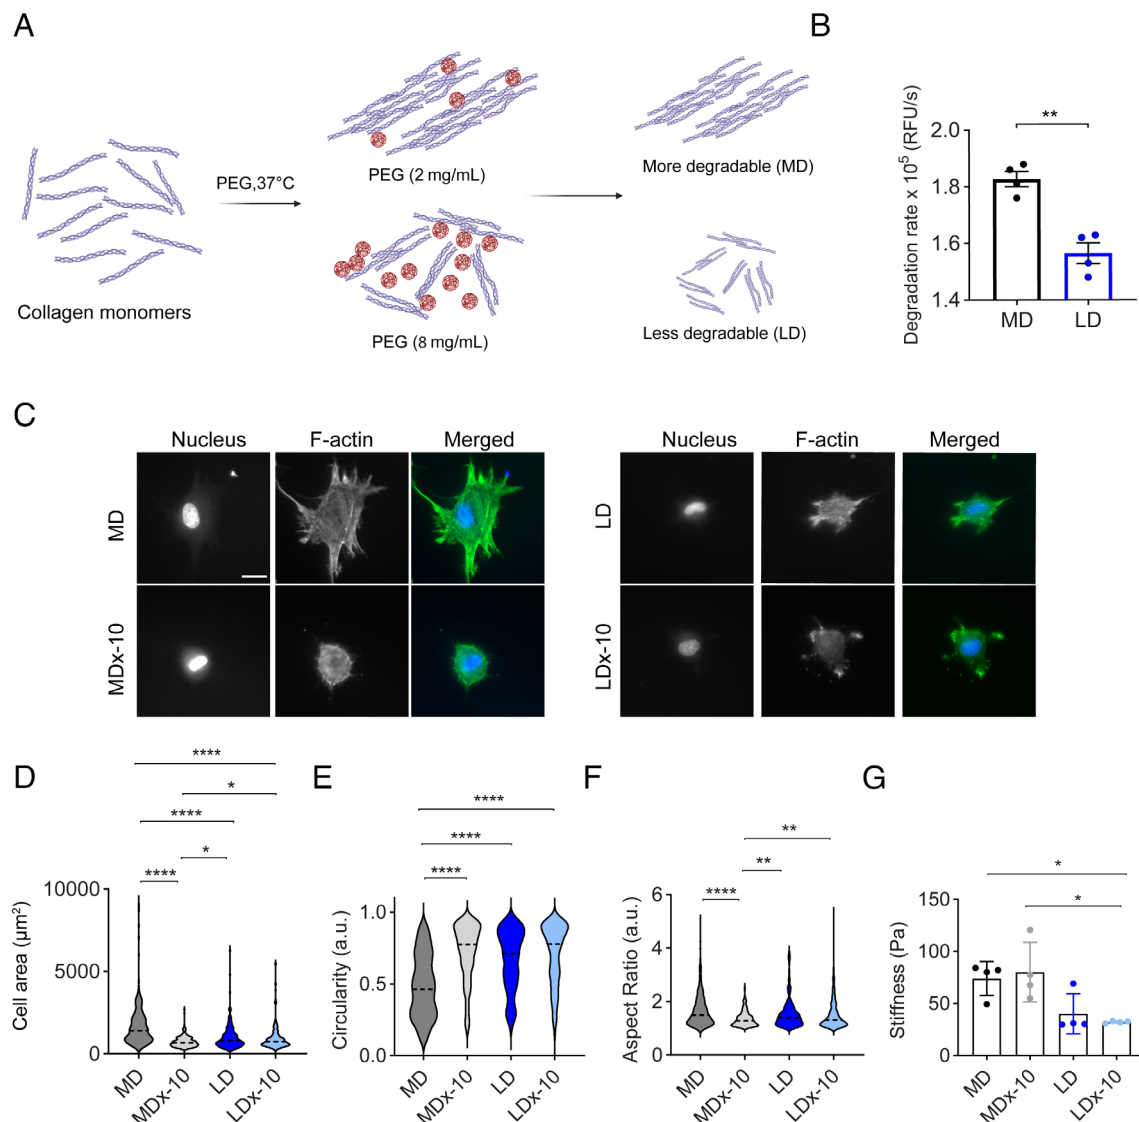 A
B
PEG,37°C
Collagen monomers
PEG (2 mg/mL)
PEG (8 mg/mL)
More degradable (MD)
Less degradable (LD)
Degradation rate x 10⁵ (RFU/s)
2.0
1.8
1.6
1.4
**
MD
LD
C
Nucleus
F-actin
Merged
Nucleus
F-actin
Merged
MD
MDx-10
LD
LDx-10
D
****
*
****
*
****
Cell area (µm²)
10000
5000
0
MD
MDx-10
LD
LDx-10
E
****
****
****
Circularity (a.u.)
1.0
0.5
0.0
MD
MDx-10
LD
LDx-10
F
**
**
****
Aspect Ratio (a.u.)
6
4
2
0
MD
MDx-10
LD
LDx-10
G
*
*
Stiffness (Pa)
150
100
50
0
MD
MDx-10
LD
LDx-10